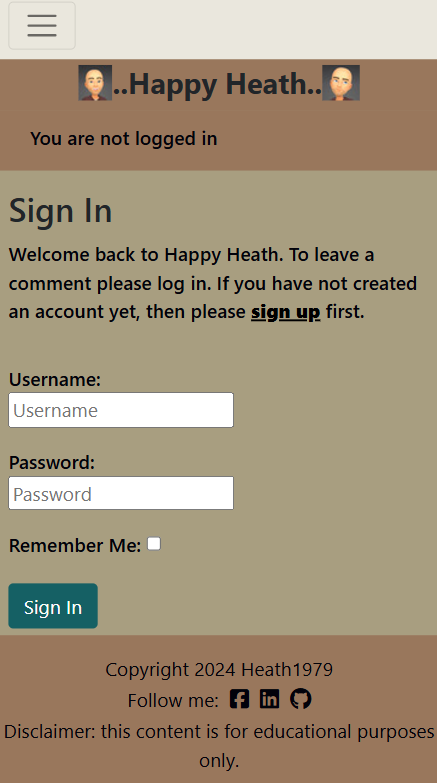 ..Happy Heath..
You are not logged in
Sign In
Welcome back to Happy Heath. To leave a
comment please log in. If you have not created
an account yet, then please sign up first.
Username:
Username
Password:
Password
Remember Me:
Sign In
Copyright 2024 Heath1979
Follow me:
Disclaimer: this content is for educational purposes
only.